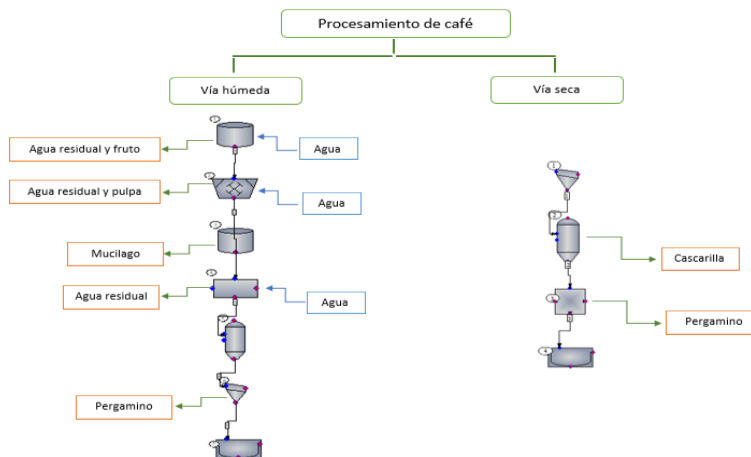 Procesamiento de café
Vía húmeda
Vía seca
Agua residual y fruto
Agua
Agua residual y pulpa
Agua
Mucilago
Cascarilla
Agua residual
Agua
Pergamino
Pergamino